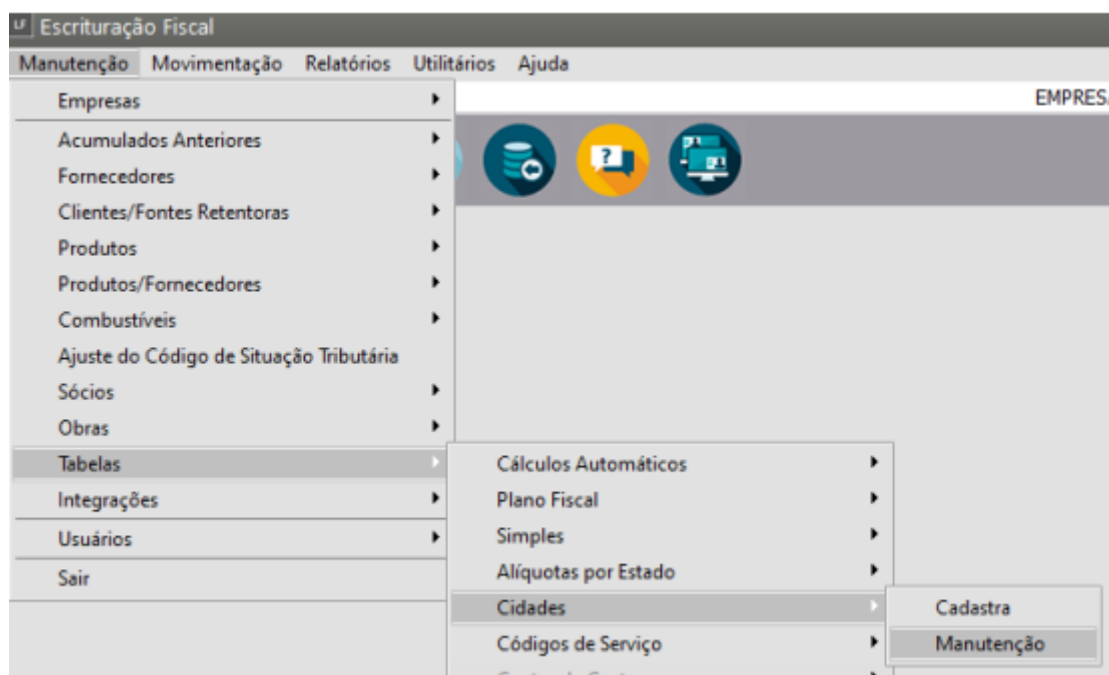 LF Escrituração Fiscal
Manutenção Movimentação Relatórios Utilitários Ajuda
Empresas
EMPRES
Acumulados Anteriores
Fornecedores
Clientes/Fontes Retentoras
Produtos
Produtos/Fornecedores
Combustíveis
Ajuste do Código de Situação Tributária
Sócios
Obras
Tabelas
Integrações
Usuários
Sair
Cálculos Automáticos
Plano Fiscal
Simples
Alíquotas por Estado
Cidades
Códigos de Serviço
Cadastra
Manutenção